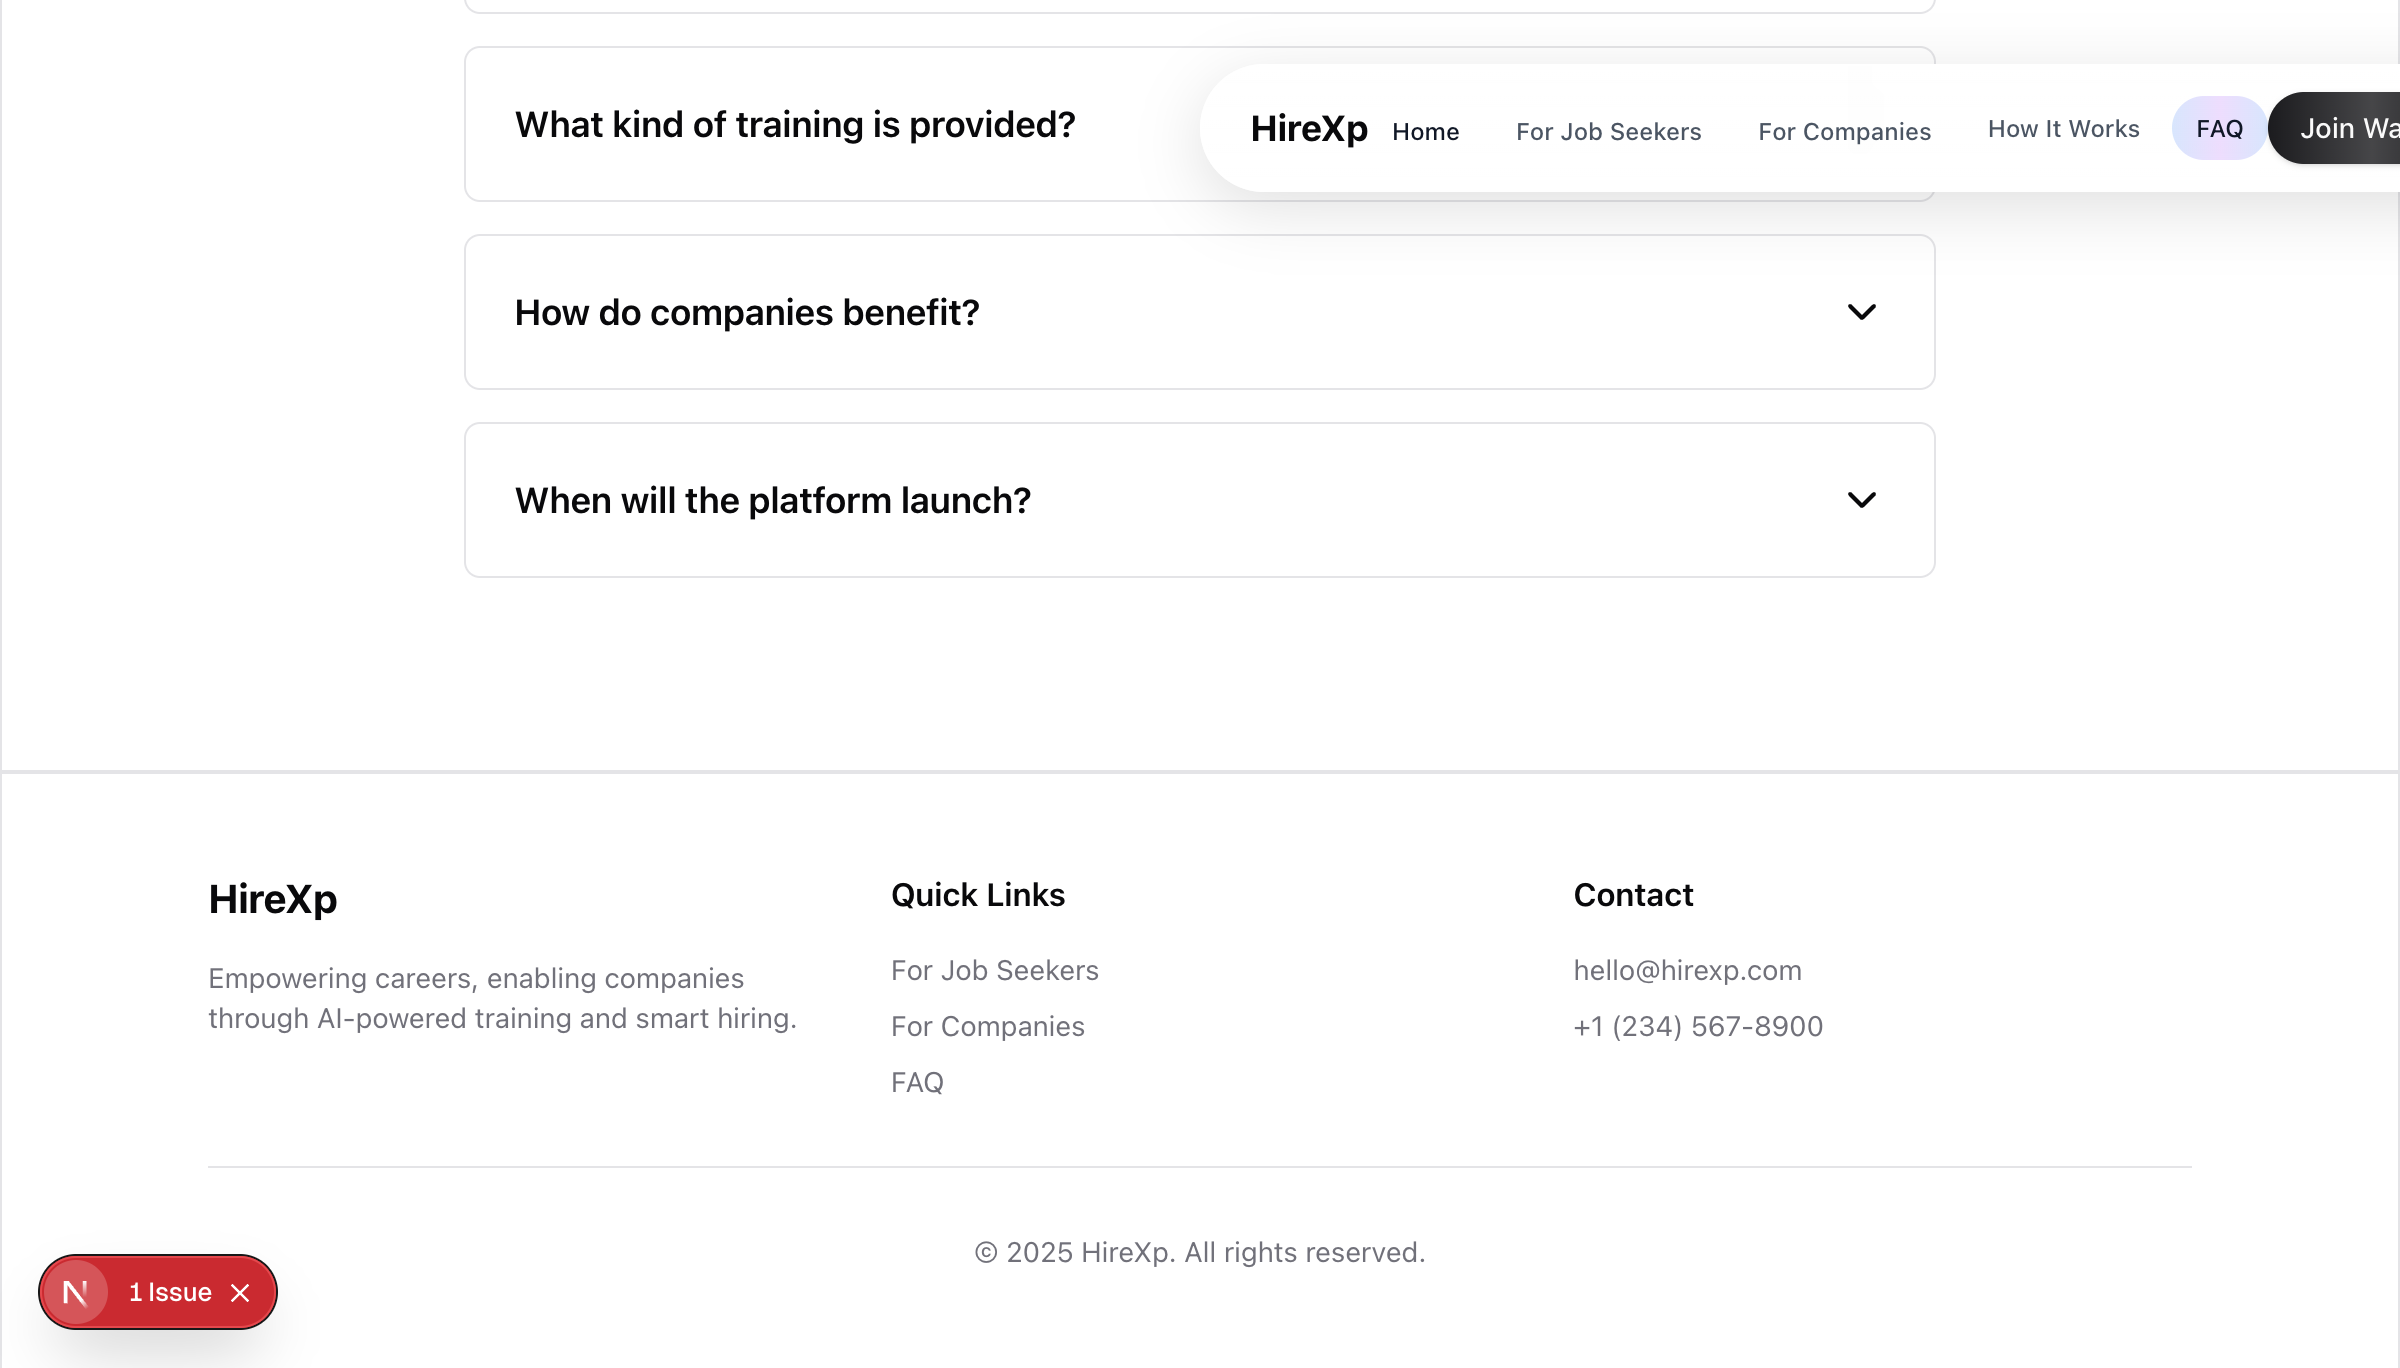 What kind of training is provided?
HireXp Home For Job Seekers For Companies How It Works FAQ Join Wa
How do companies benefit?
When will the platform launch?
HireXp
Empowering careers, enabling companies
through AI-powered training and smart hiring.
Quick Links
For Job Seekers
For Companies
FAQ
Contact
hello@hirexp.com
+1 (234) 567-8900
© 2025 HireXp. All rights reserved.
N 1 Issue